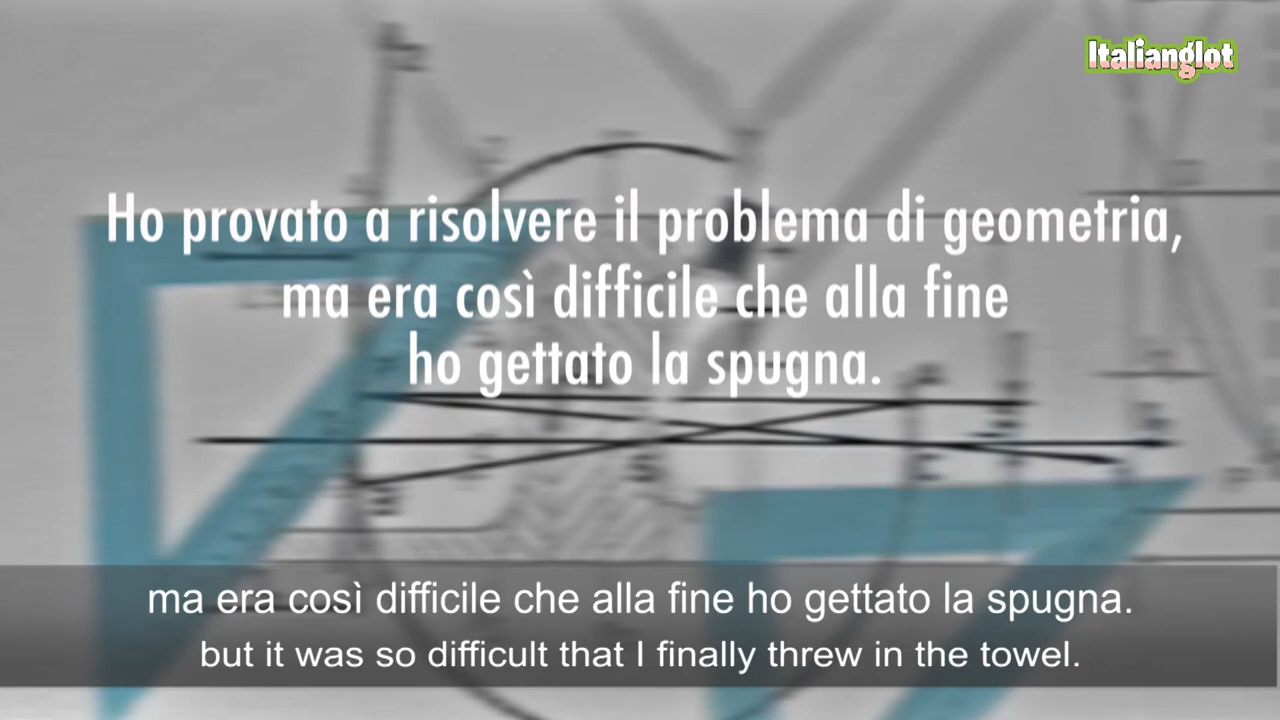 Italianglot
Ho provato a risolvere il problema di geometria,
ma era così difficile che alla fine
ho gettato la spugna.
ma era così difficile che alla fine ho gettato la spugna.
but it was so difficult that I finally threw in the towel.